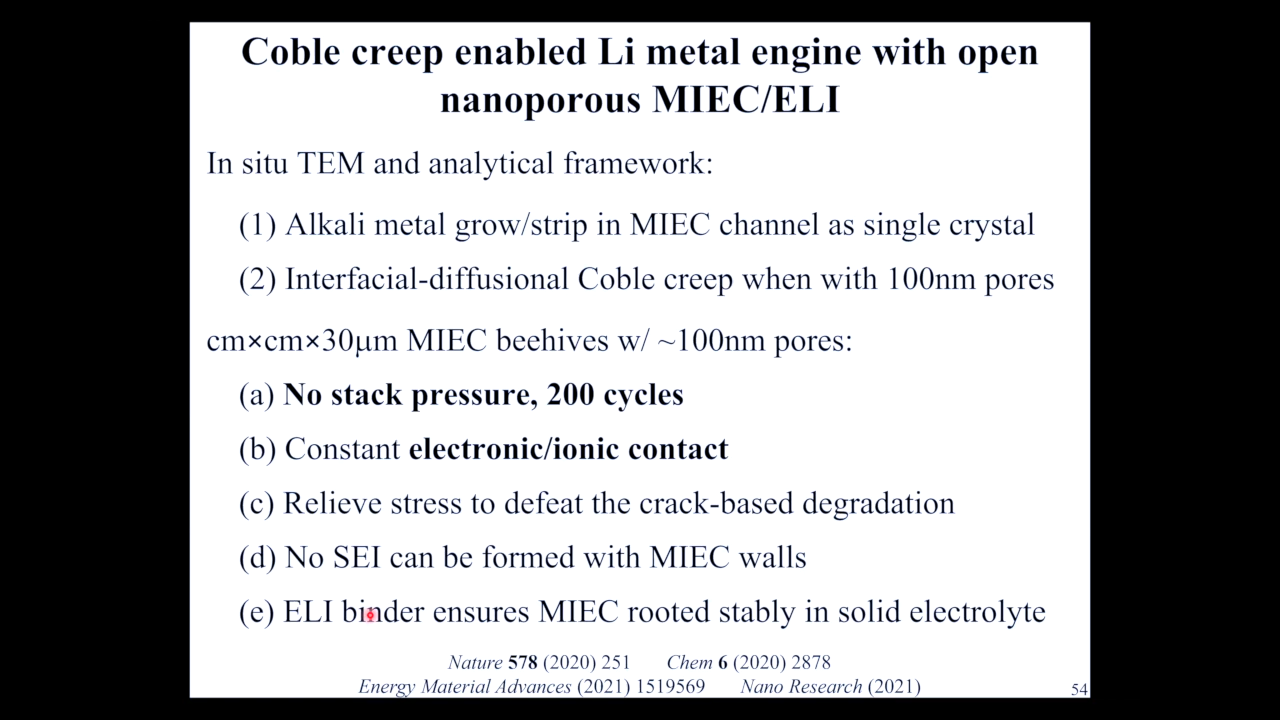 Coble creep enabled Li metal engine with open
nanoporous MIEC/ELI
In situ TEM and analytical framework:
(1) Alkali metal grow/strip in MIEC channel as single crystal
(2) Interfacial-diffusional Coble creep when with 100nm pores
cm×cm×30μm MIEC beehives w/ ~100nm pores:
(a) No stack pressure, 200 cycles
(b) Constant electronic/ionic contact
(c) Relieve stress to defeat the crack-based degradation
(d) No SEI can be formed with MIEC walls
(e) ELI binder ensures MIEC rooted stably in solid electrolyte
Nature 578 (2020) 251 Chem 6 (2020) 2878
Energy Material Advances (2021) 1519569 Nano Research (2021)
54